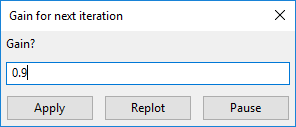 Gain for next iteration
Gain?
0.9
Apply Replot Pause